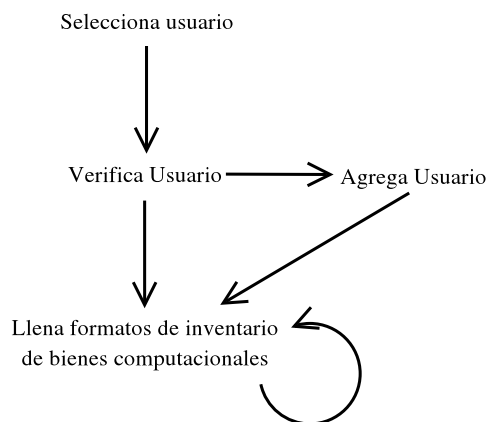 Selecciona usuario
Verifica Usuario
Agrega Usuario
Llena formatos de inventario
de bienes computacionales